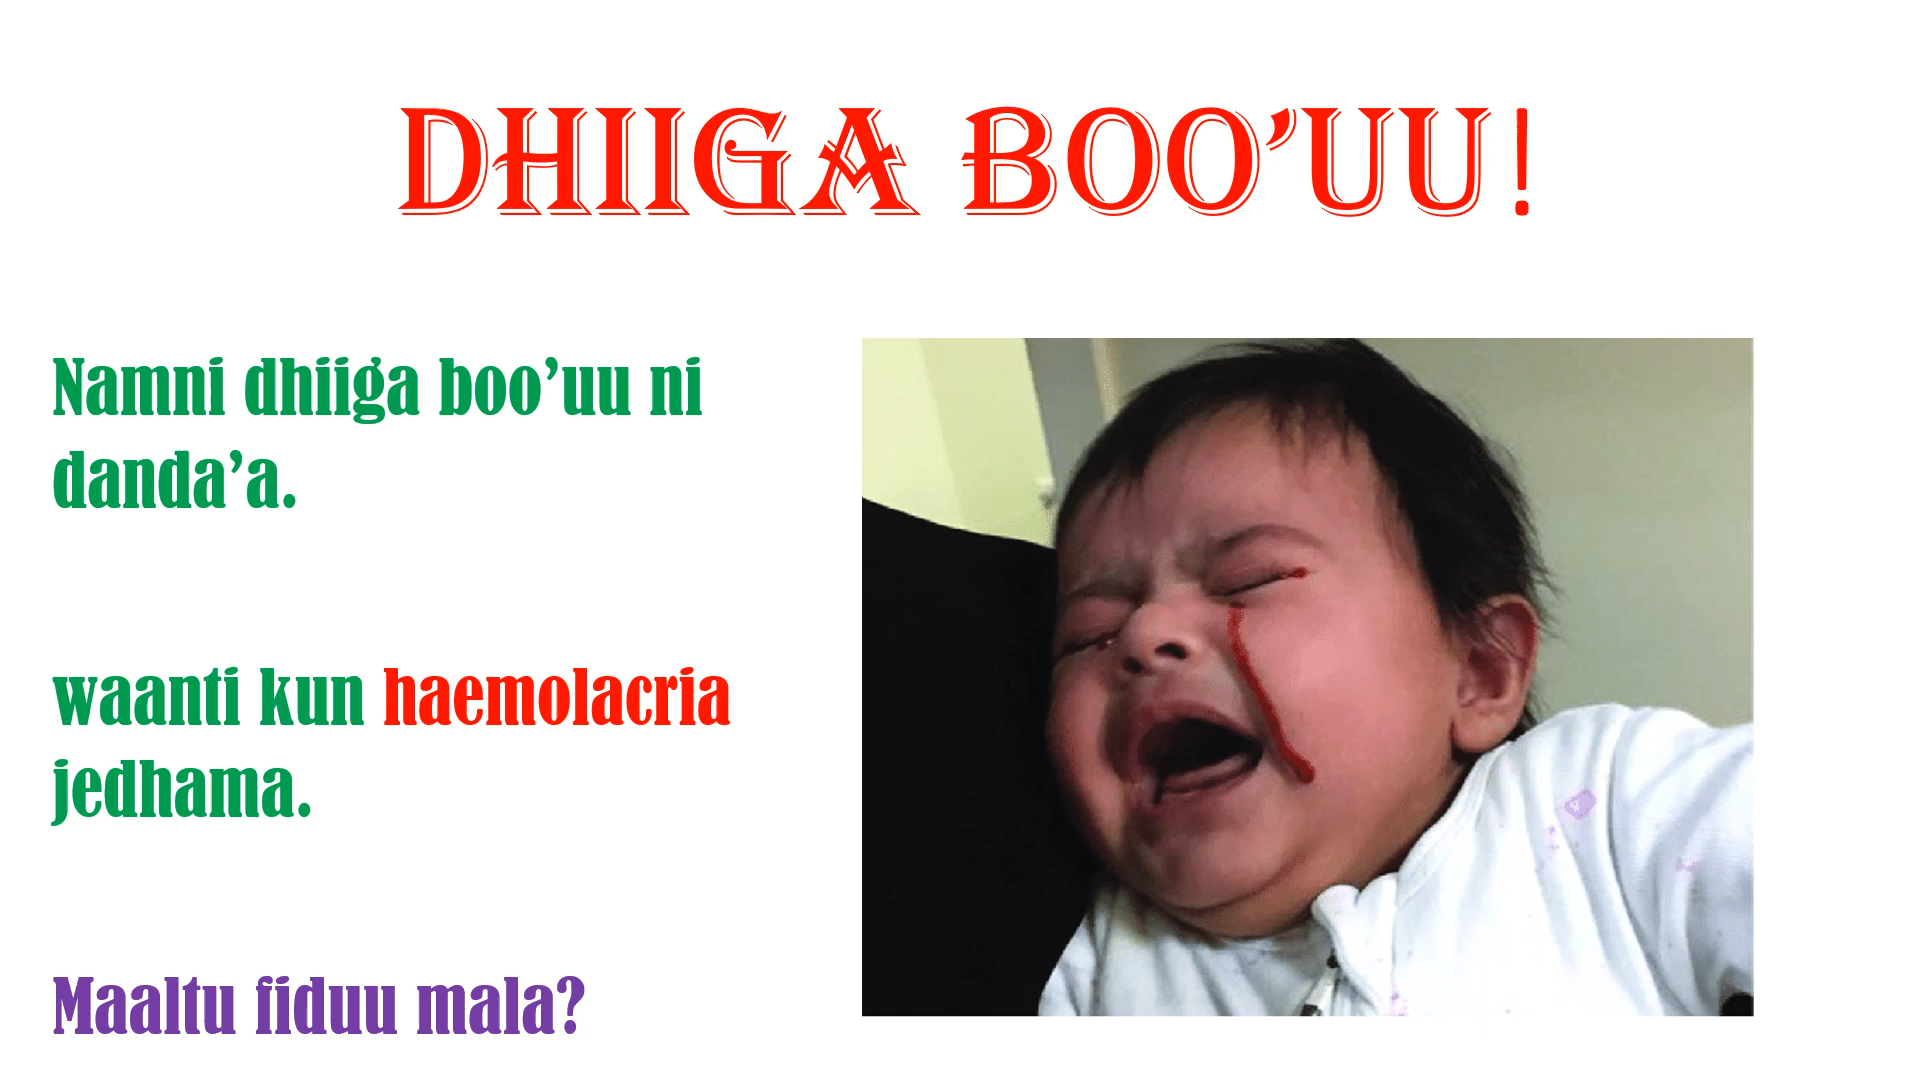 DHIIGA BOO’UU!
Namni dhiiga boo’uu ni
danda’a.
waanti kun haemolacria
jedhama.
Maaltu fiduu mala?